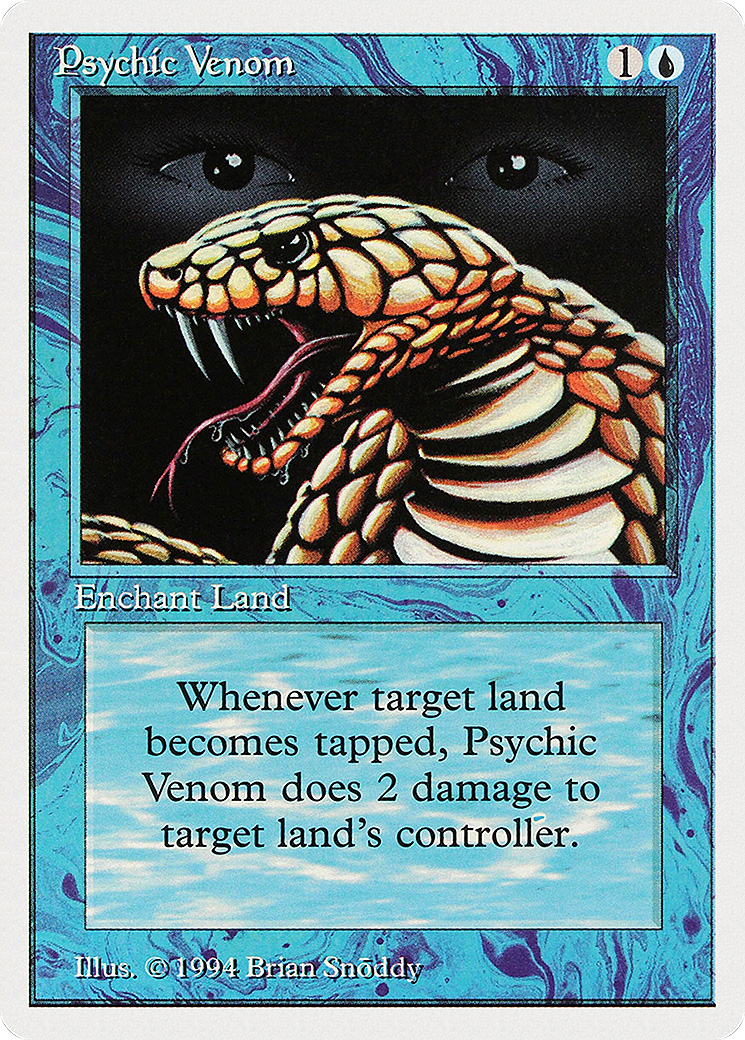 Psychic Venom 1
Enchant Land
Whenever target land
becomes tapped, Psychic
Venom does 2 damage to
target land's controller.
Illus. © 1994 Brian Snōddy